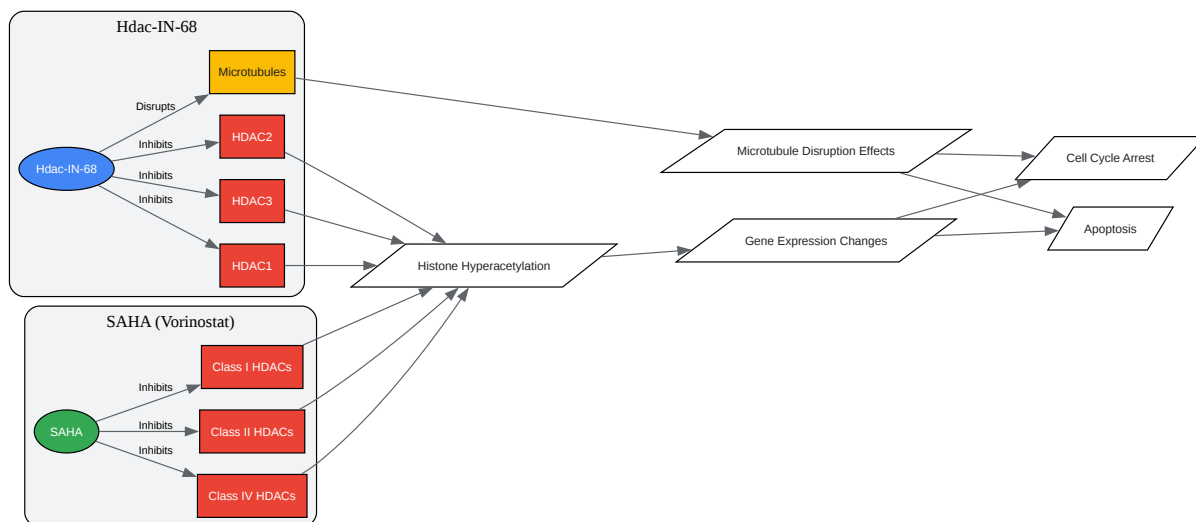 Hdac-IN-68
Microtubules
Disrupts
HDAC2
Inhibits
Hdac-IN-68
Inhibits
HDAC3
Inhibits
HDAC1
Microtubule Disruption Effects
Cell Cycle Arrest
Apoptosis
Gene Expression Changes
Histone Hyperacetylation
SAHA (Vorinostat)
Class I HDACs
Inhibits
SAHA
Inhibits
Class II HDACs
Inhibits
Class IV HDACs